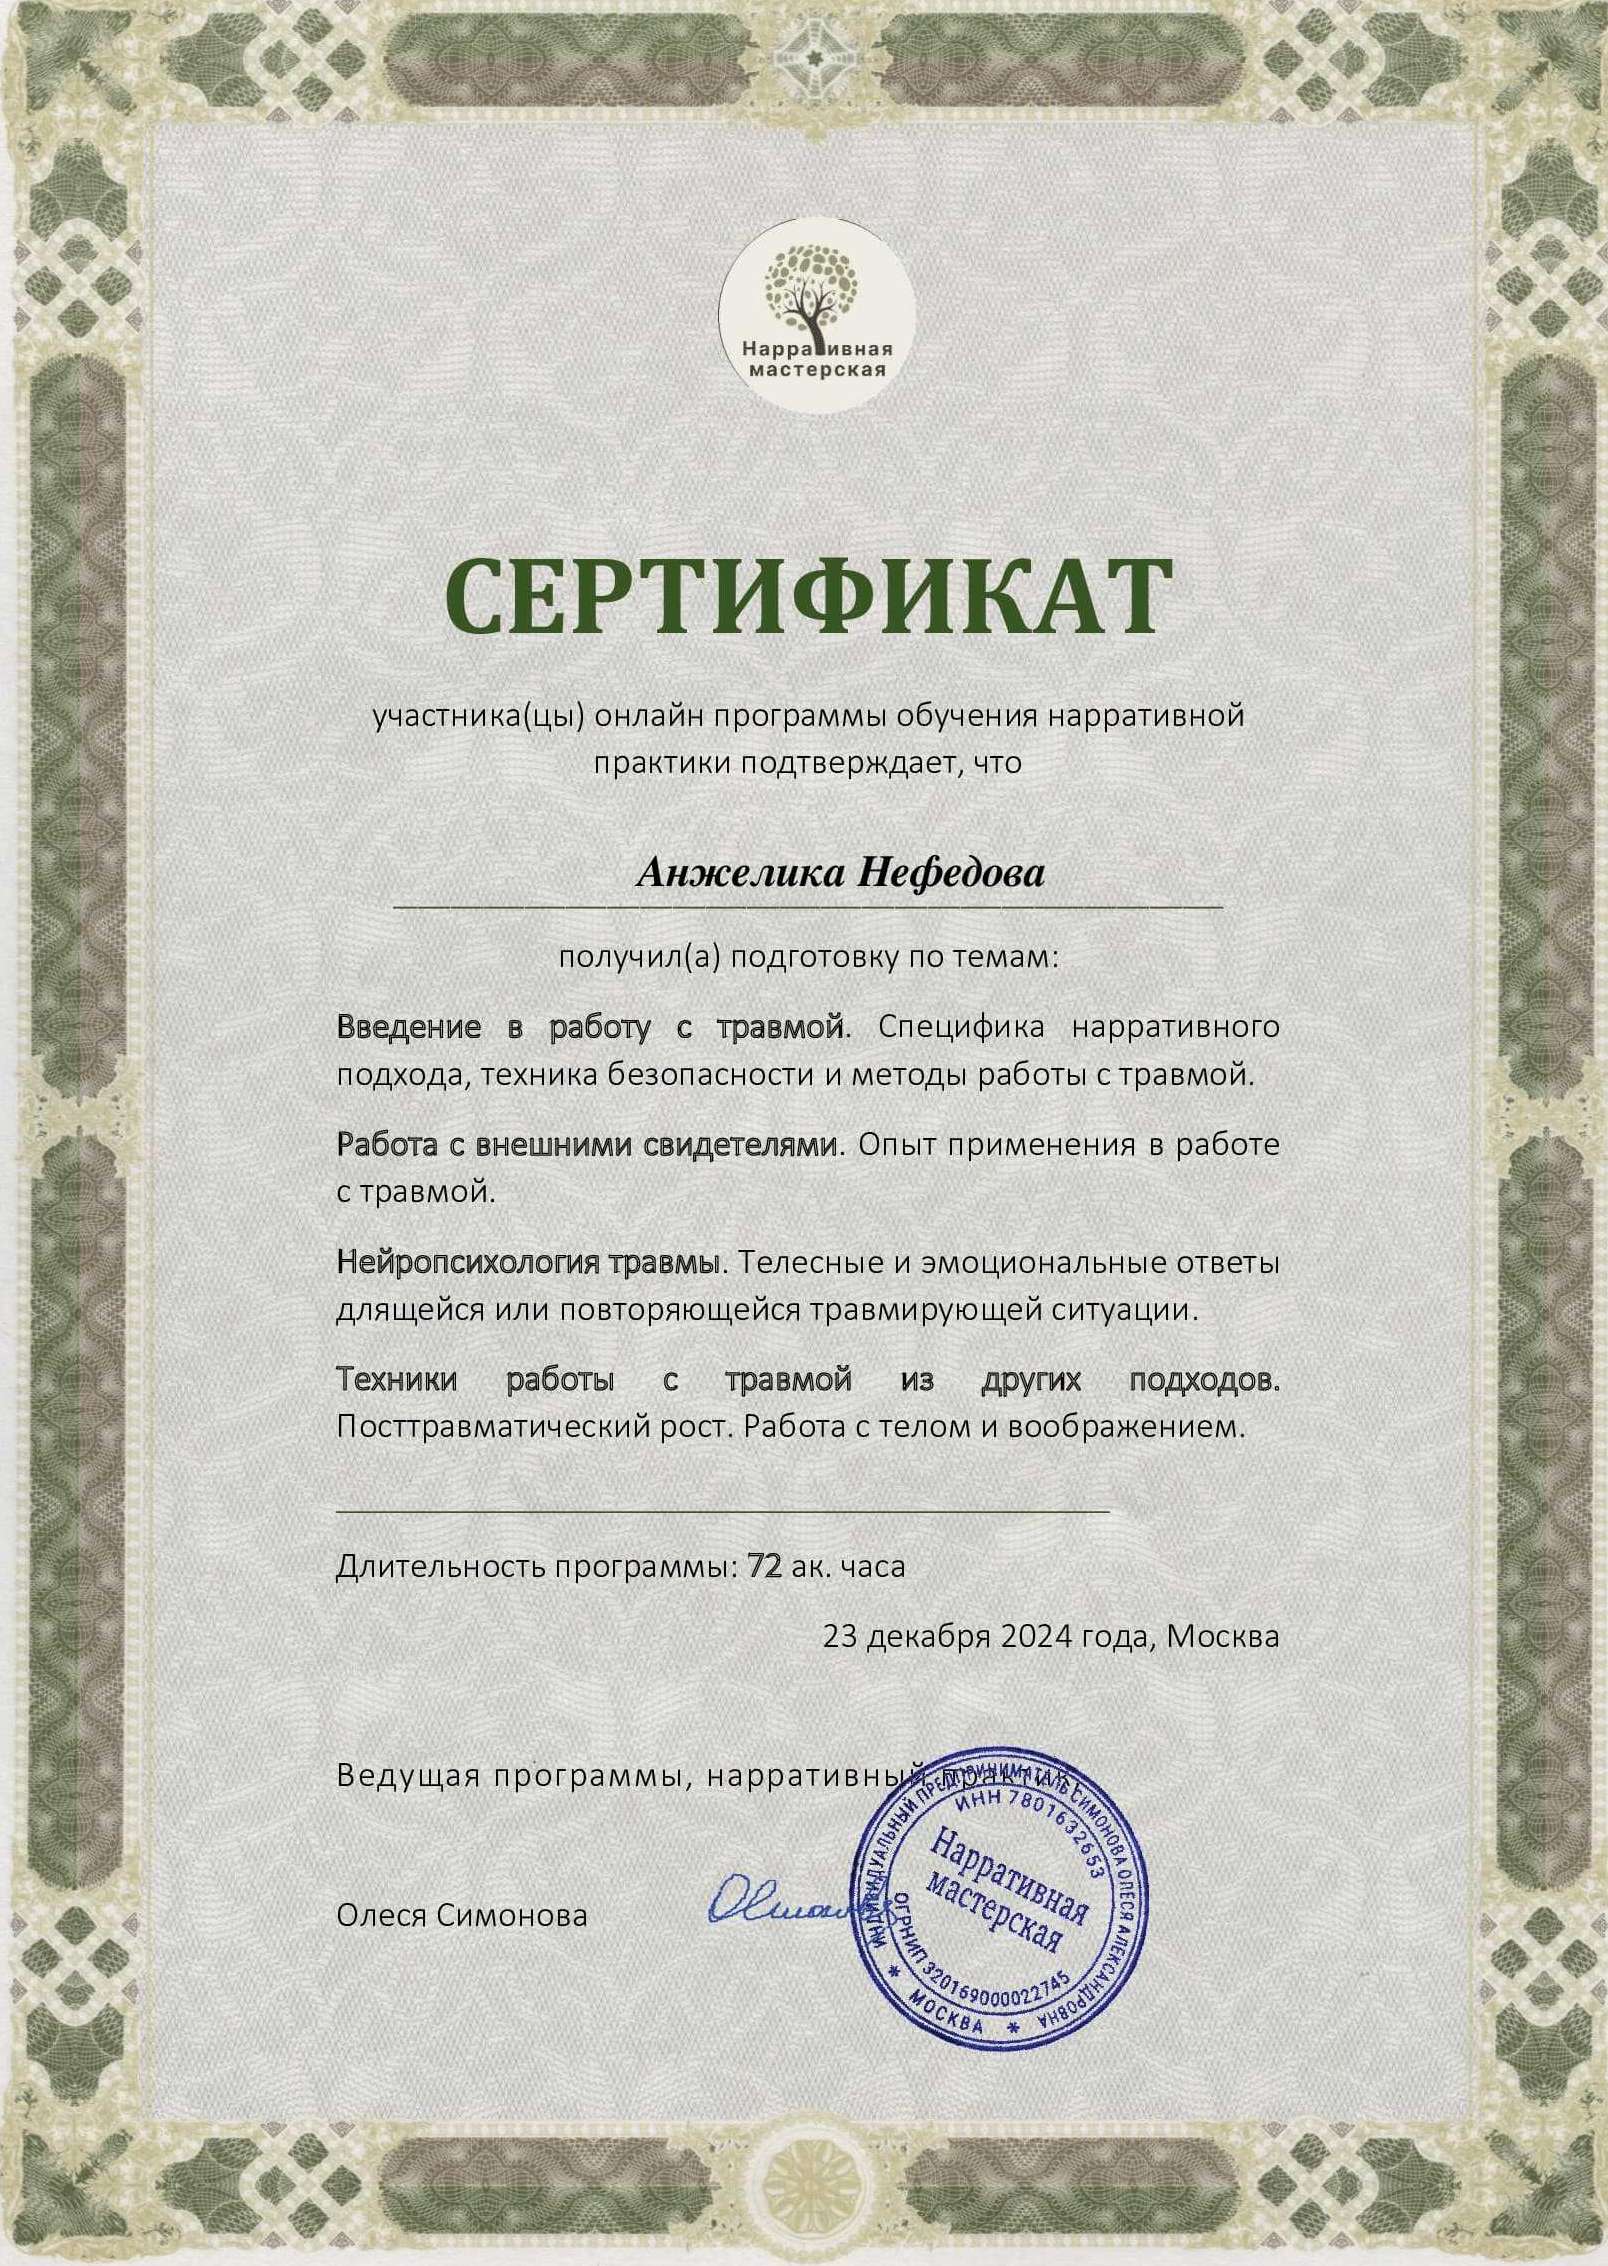 Нарративная
мастерская
СЕРТИФИКАТ
участника(цы) онлайн программы обучения нарративной
практики подтверждает, что
Анжелика Нефедова
получил(а) подготовку по темам:
Введение в работу с травмой. Специфика нарративного
подхода, техника безопасности и методы работы с травмой.
Работа с внешними свидетелями. Опыт применения в работе
с травмой.
Нейропсихология травмы. Телесные и эмоциональные ответы
длящейся или повторяющейся травмирующей ситуации.
Техники работы с травмой из других подходов.
Посттравматический рост. Работа с телом и воображением.
Длительность программы: 72 ак. часа
23 декабря 2024 года, Москва
Ведущая программы, нарративный практик
Олеся Симонова
ИНДИВИДУАЛЬНЫЙ ПРЕДПРИНИМАТЕЛЬ СИМОНОВА ОЛЕСЯ АЛЕКСАНДРОВНА
ИНН 7801632653
Нарративная
мастерская
ОГРНИП 320169000022745
* МОСКВА *